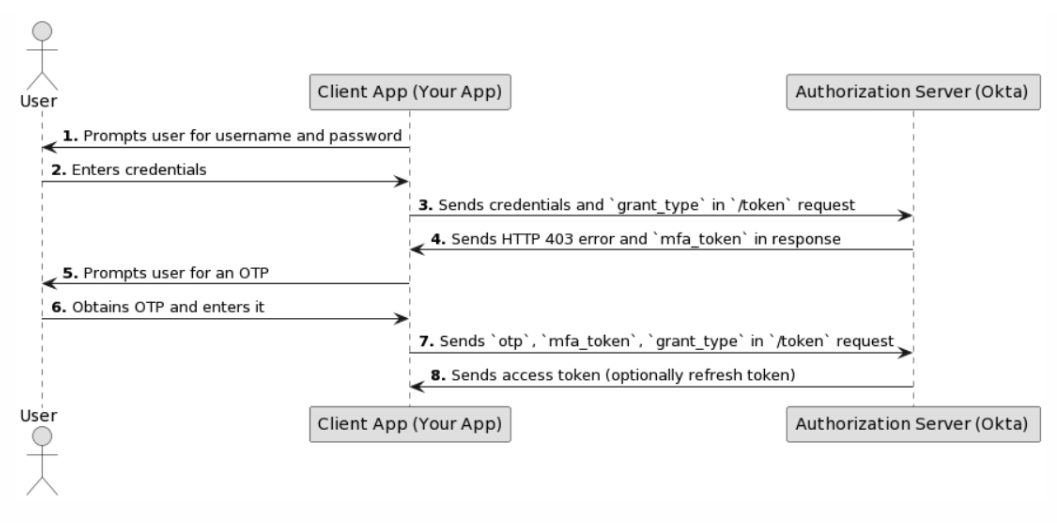 User
Client App (Your App)
Authorization Server (Okta)
1. Prompts user for username and password
2. Enters credentials
3. Sends credentials and `grant_type` in `/token` request
4. Sends HTTP 403 error and `mfa_token` in response
5. Prompts user for an OTP
6. Obtains OTP and enters it
7. Sends `otp`, `mfa_token`, `grant_type` in `/token` request
8. Sends access token (optionally refresh token)
User
Client App (Your App)
Authorization Server (Okta)